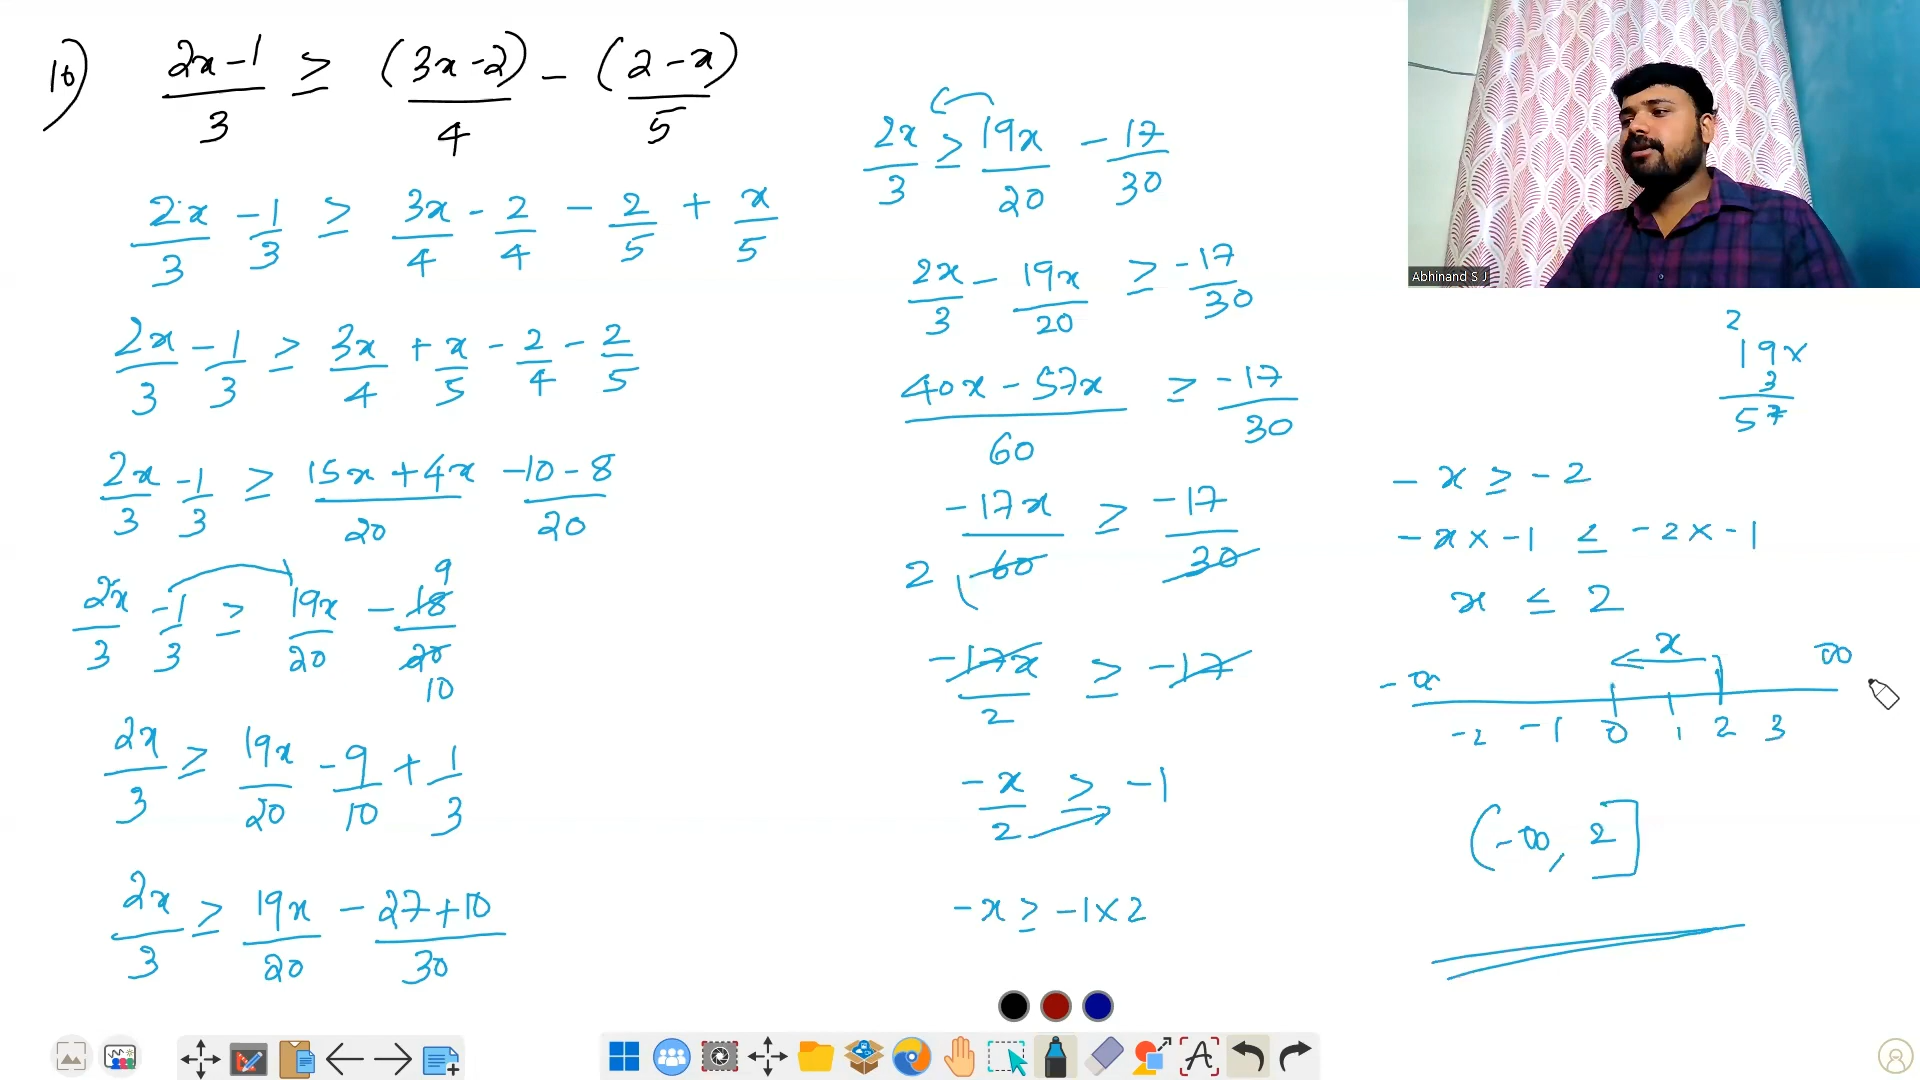 16) (2x-1)/3 ≥ (3x-2)/4 - (2-x)/5
2x/3 - 1/3 ≥ 3x/4 - 2/4 - 2/5 + x/5
2x/3 - 1/3 ≥ 3x/4 + x/5 - 2/4 - 2/5
2x/3 - 1/3 ≥ (15x+4x)/20 (-10-8)/20
2x/3 - 1/3 ≥ 19x/20 - 18/20
9
10
2x/3 ≥ 19x/20 - 9/10 + 1/3
2x/3 ≥ 19x/20 (-27+10)/30
2x/3 ≥ 19x/20 - 17/30
2x/3 - 19x/20 ≥ -17/30
(40x-57x)/60 ≥ -17/30
-17x/60 ≥ -17/30
2
-17x/2 ≥ -17
-x/2 ≥ -1
-x ≥ -1×2
Abhinand S J
2
19×
3
57
-x ≥ -2
-x×-1 ≤ -2×-1
x ≤ 2
x
-∞ ∞
-2 -1 0 1 2 3
(-∞, 2]